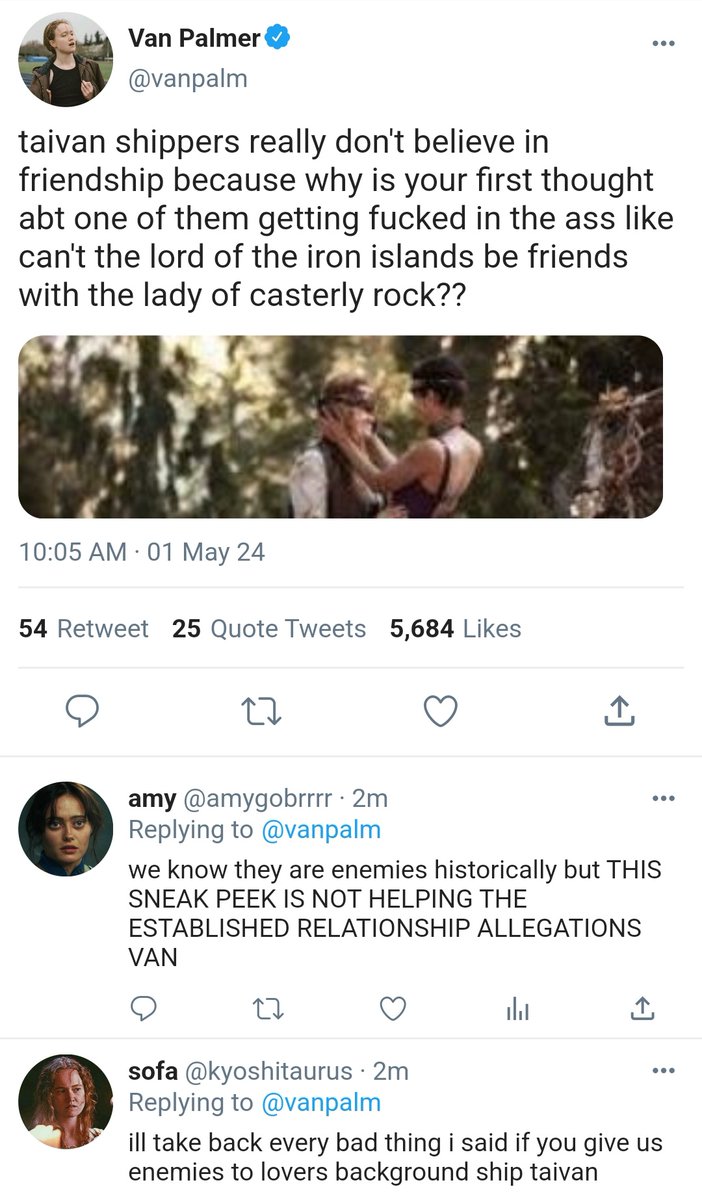 Van Palmer
@vanpalm
taivan shippers really don't believe in
friendship because why is your first thought
abt one of them getting fucked in the ass like
can't the lord of the iron islands be friends
with the lady of casterly rock??
10:05 AM · 01 May 24
54 Retweet 25 Quote Tweets 5,684 Likes
amy @amygobrrrr · 2m
Replying to @vanpalm
we know they are enemies historically but THIS
SNEAK PEEK IS NOT HELPING THE
ESTABLISHED RELATIONSHIP ALLEGATIONS
VAN
sofa @kyoshitaurus · 2m
Replying to @vanpalm
ill take back every bad thing i said if you give us
enemies to lovers background ship taivan